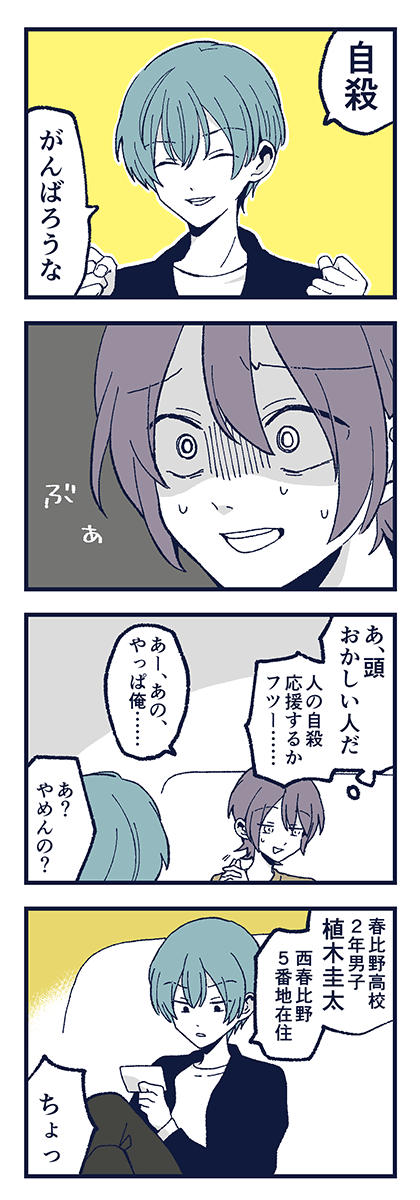 自殺
がんばろうな
ぶ
ぁ
あ、頭
おかしい人だ
人の自殺
応援するか
フツー……
あー、あの、
やっぱ俺……
あ？
やめんの？
春比野高校
2年男子
植木圭太
西春比野
5番地在住
ちょっ